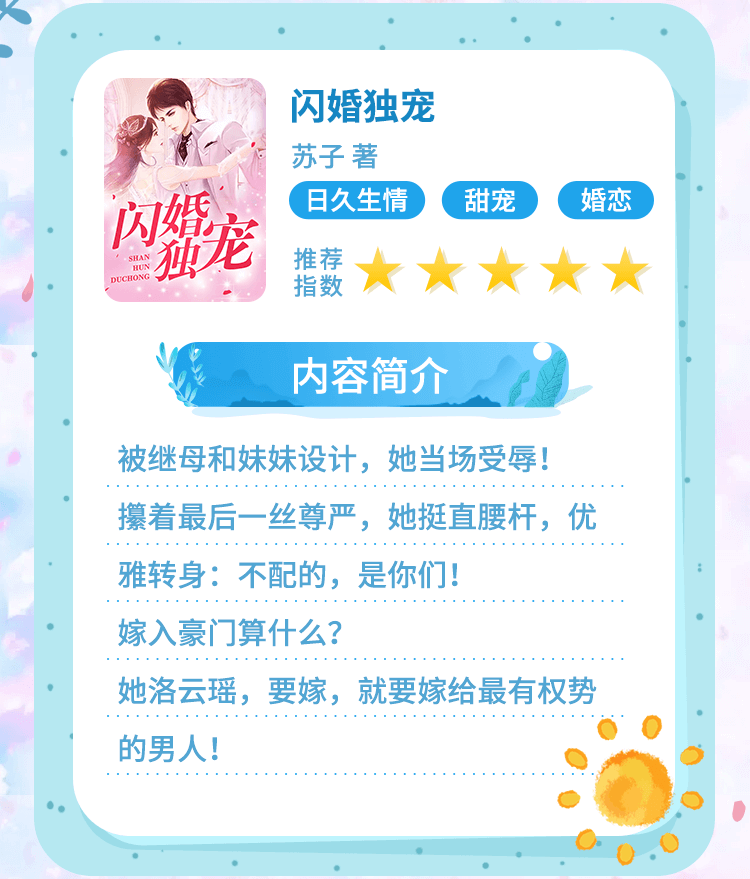 闪婚独宠
苏子 著
日久生情 甜宠 婚恋
推荐
指数
闪婚
独宠
SHAN
HUN
DUCHONG
内容简介
被继母和妹妹设计，她当场受辱！
攥着最后一丝尊严，她挺直腰杆，优
雅转身：不配的，是你们！
嫁入豪门算什么？
她洛云瑶，要嫁，就要嫁给最有权势
的男人！